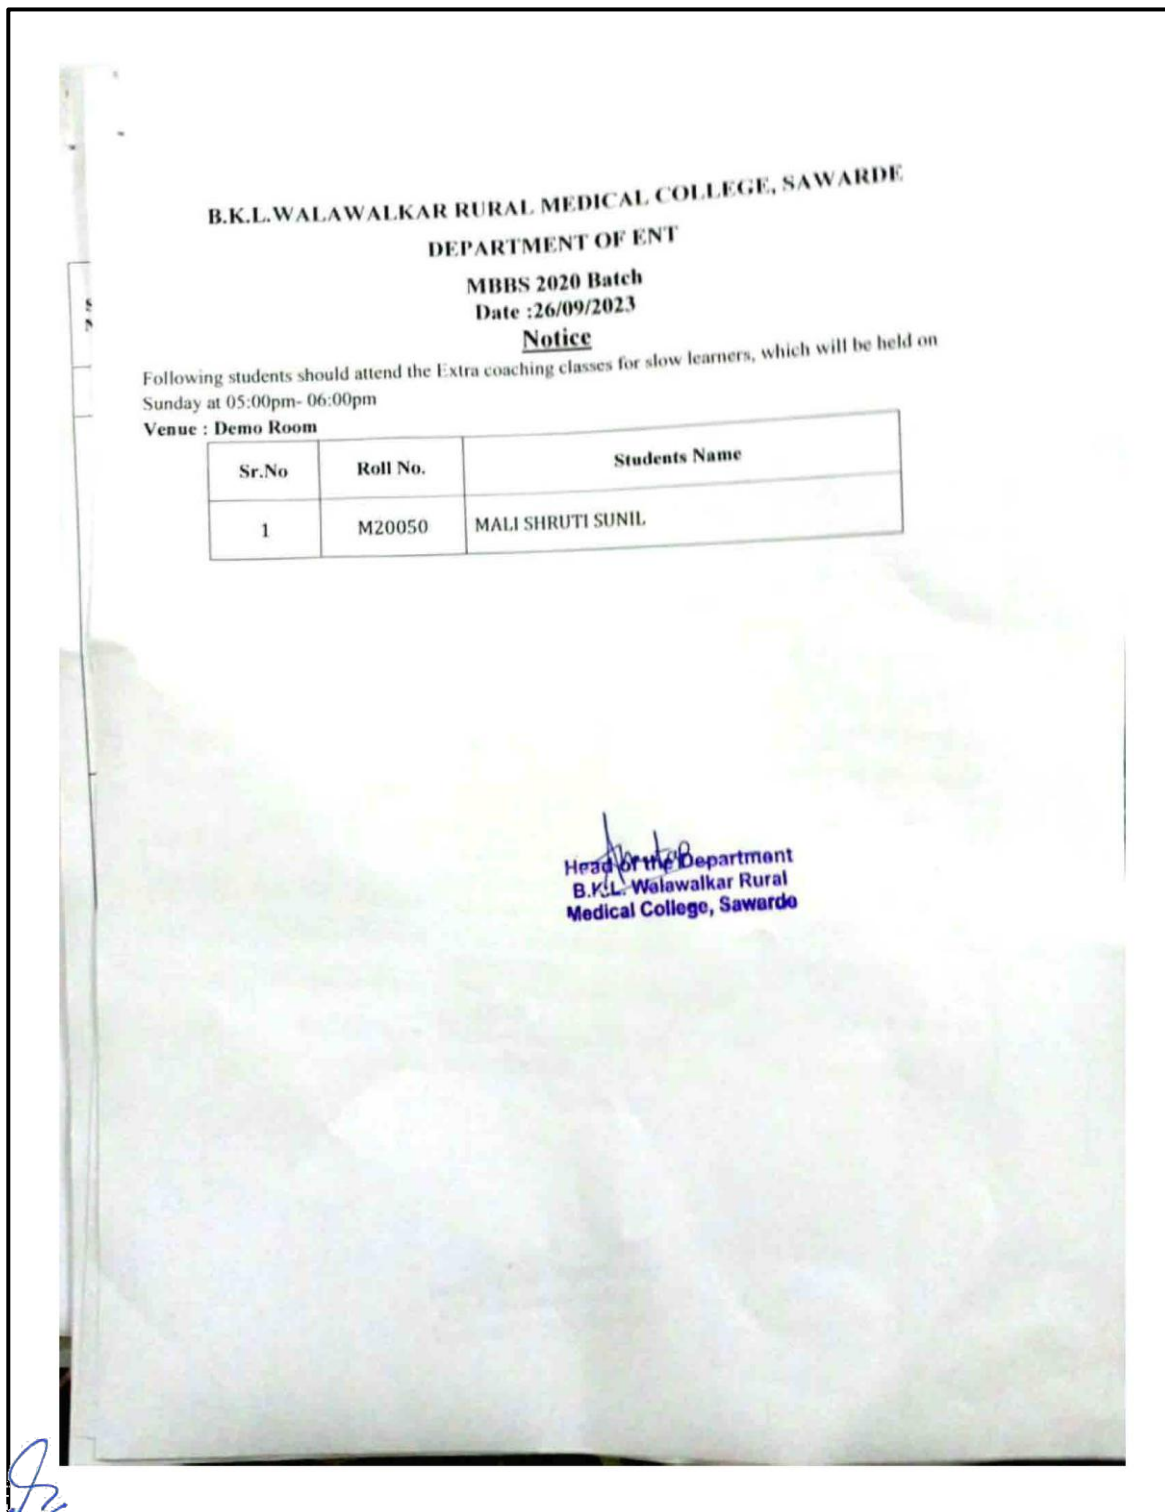 B.K.L.WALAWALKAR RURAL MEDICAL COLLEGE, SAWARDE
DEPARTMENT OF ENT
MBBS 2020 Batch
Date :26/09/2023
Notice
Following students should attend the Extra coaching classes for slow learners, which will be held on
Sunday at 05:00pm- 06:00pm
Venue : Demo Room
Sr.No Roll No. Students Name
1 M20050 MALI SHRUTI SUNIL
Head of the Department
B.K.L. Walawalkar Rural
Medical College, Sawarde